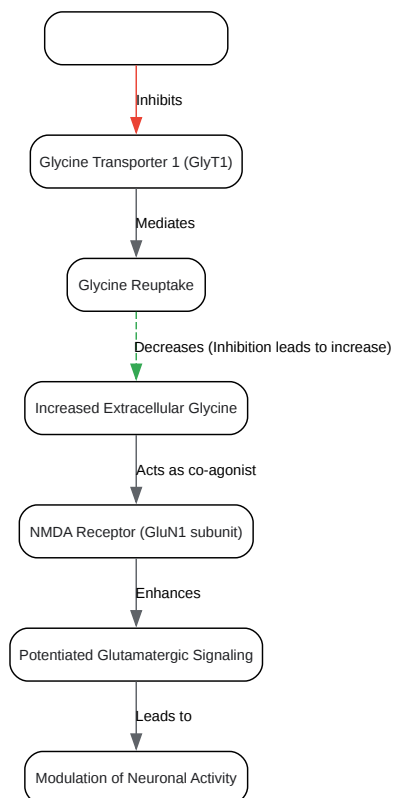 Inhibits
Glycine Transporter 1 (GlyT1)
Mediates
Glycine Reuptake
Decreases (Inhibition leads to increase)
Increased Extracellular Glycine
Acts as co-agonist
NMDA Receptor (GluN1 subunit)
Enhances
Potentiated Glutamatergic Signaling
Leads to
Modulation of Neuronal Activity